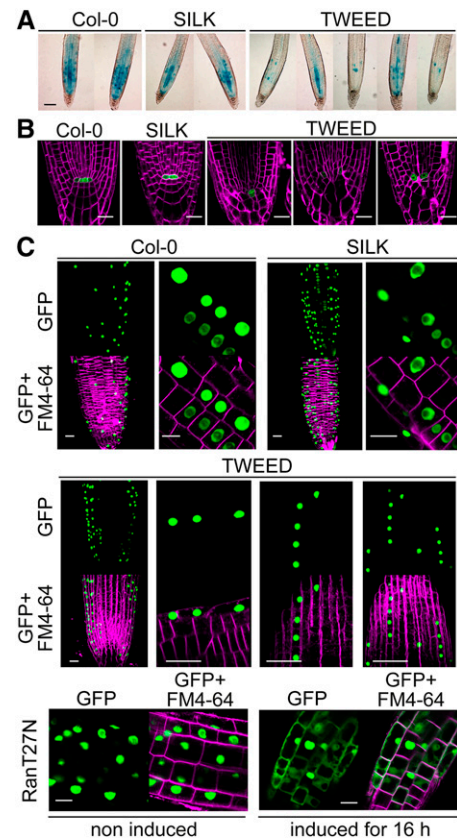 A
Col-0 SILK TWEED
B
Col-0 SILK TWEED
C
Col-0 SILK
GFP
GFP+
FM4-64
TWEED
GFP
GFP+
FM4-64
GFP GFP+
FM4-64 GFP GFP+
FM4-64
RanT27N
non induced induced for 16 h